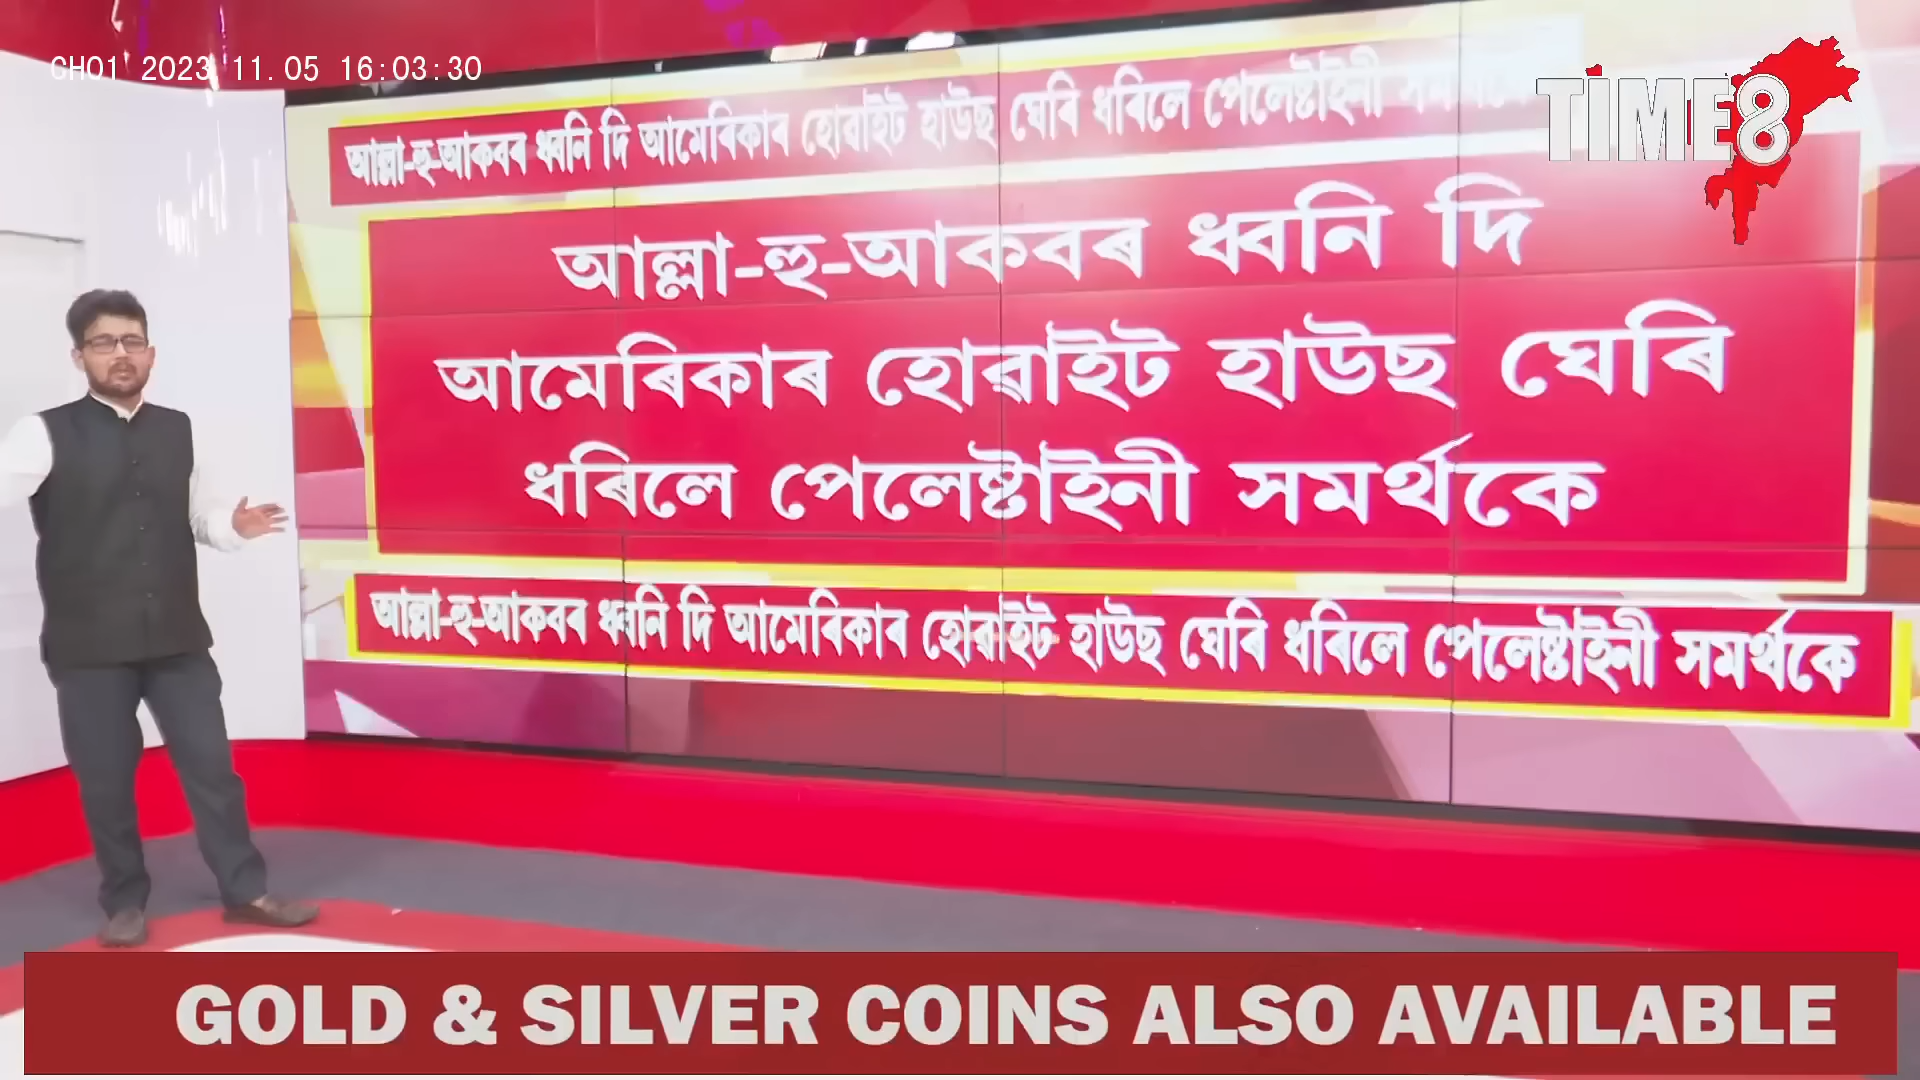 CH01 2023.11.05 16:03:30
TIME8
আল্লা-হু-আকবৰ ধ্বনি দি আমেৰিকাৰ হোৱাইট হাউছ ঘেৰি ধৰিলে পেলেষ্টাইনী
আল্লা-হু-আকবৰ ধ্বনি দি
আমেৰিকাৰ হোৱাইট হাউছ ঘেৰি
ধৰিলে পেলেষ্টাইনী সমৰ্থকে
আল্লা-হু-আকবৰ ধ্বনি দি আমেৰিকাৰ হোৱাইট হাউছ ঘেৰি ধৰিলে পেলেষ্টাইনী সমৰ্থকে
GOLD & SILVER COINS ALSO AVAILABLE